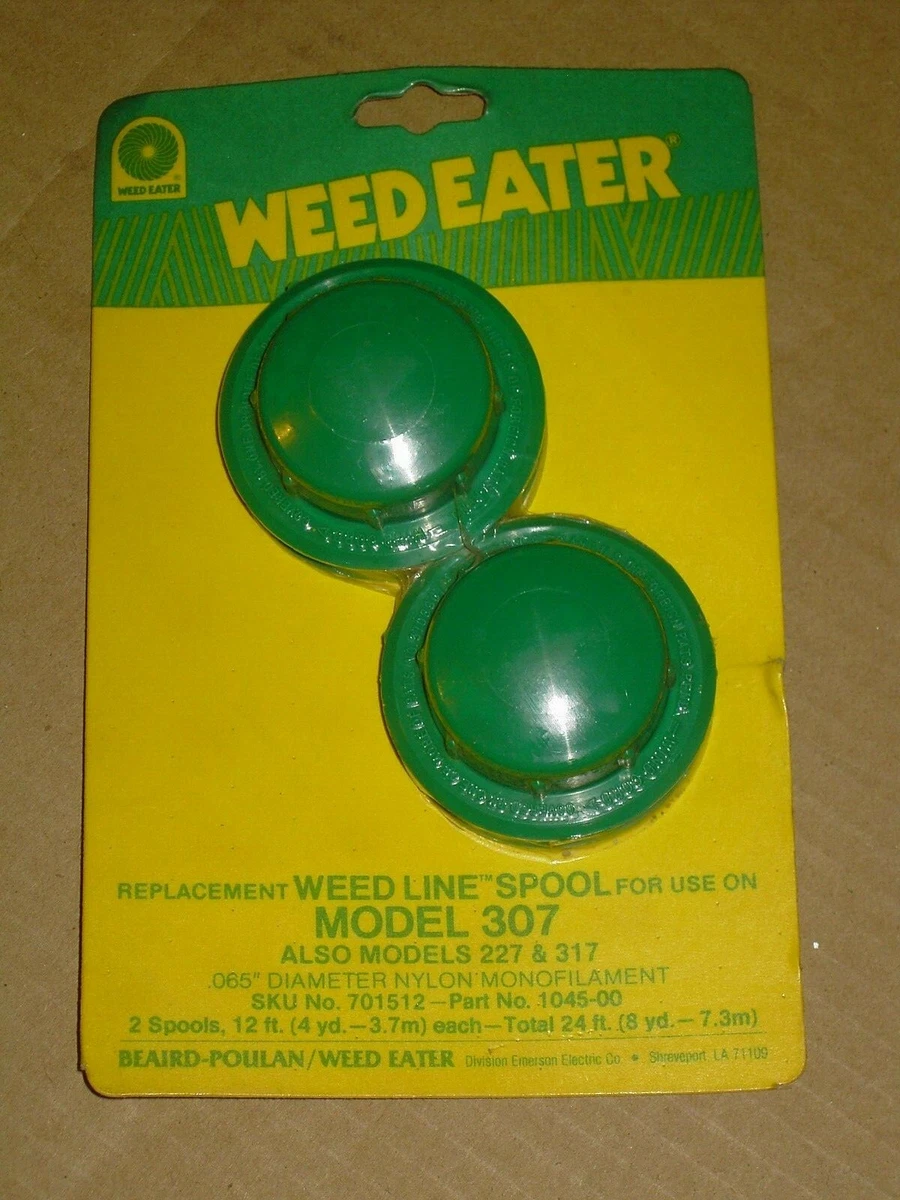 WEED EATER
WEED EATER®
REPLACEMENT WEED LINE™ SPOOL FOR USE ON
MODEL 307
ALSO MODELS 227 & 317
.065" DIAMETER NYLON MONOFILAMENT
SKU No. 701512 — Part No. 1045-00
2 Spools, 12 ft. (4 yd. — 3.7m) each — Total 24 ft. (8 yd. — 7.3m)
BEAIRD-POULAN/WEED EATER Division Emerson Electric Co • Shreveport, LA 71109